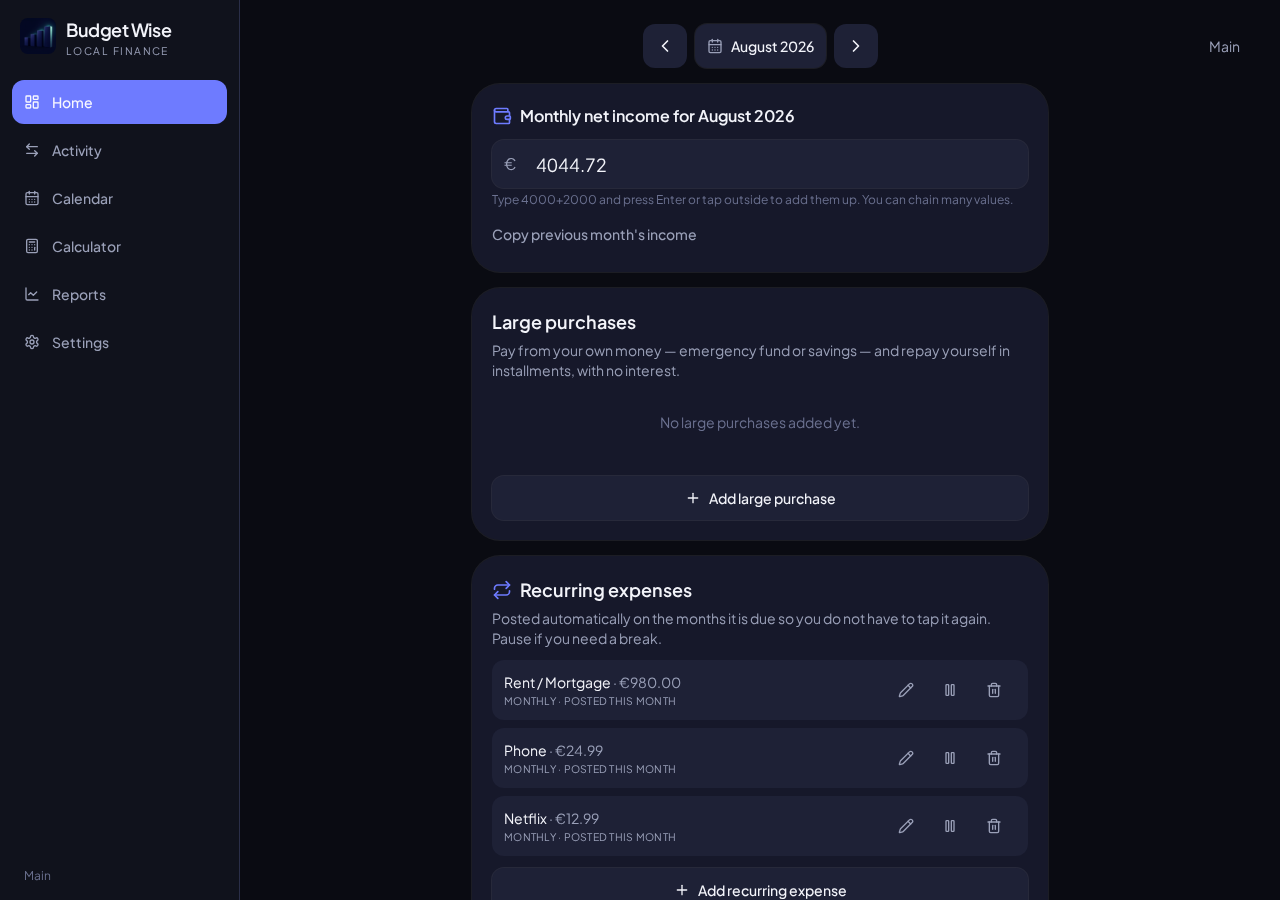 Budget Wise
LOCAL FINANCE
Home
Activity
Calendar
Calculator
Reports
Settings
Main
August 2026
Main
Monthly net income for August 2026
€ 4044.72
Type 4000+2000 and press Enter or tap outside to add them up. You can chain many values.
Copy previous month's income
Large purchases
Pay from your own money — emergency fund or savings — and repay yourself in
installments, with no interest.
No large purchases added yet.
Add large purchase
Recurring expenses
Posted automatically on the months it is due so you do not have to tap it again.
Pause if you need a break.
Rent / Mortgage · €980.00
MONTHLY · POSTED THIS MONTH
Phone · €24.99
MONTHLY · POSTED THIS MONTH
Netflix · €12.99
MONTHLY · POSTED THIS MONTH
Add recurring expense